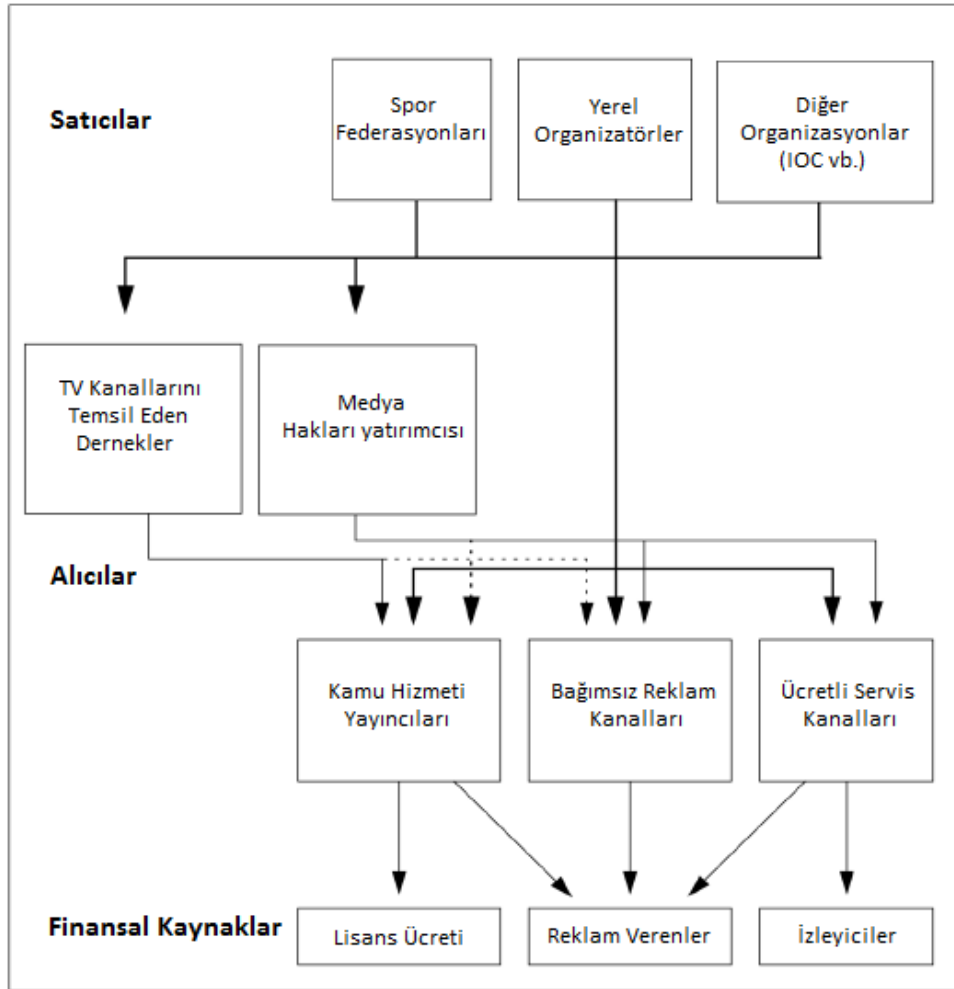 Satıcılar
Spor
Federasyonları
Yerel
Organizatörler
Diğer
Organizasyonlar
(IOC vb.)
TV Kanallarını
Temsil Eden
Dernekler
Medya
Hakları yatırımcısı
Alıcılar
Kamu Hizmeti
Yayıncıları
Bağımsız Reklam
Kanalları
Ücretli Servis
Kanalları
Finansal Kaynaklar
Lisans Ücreti
Reklam Verenler
İzleyiciler